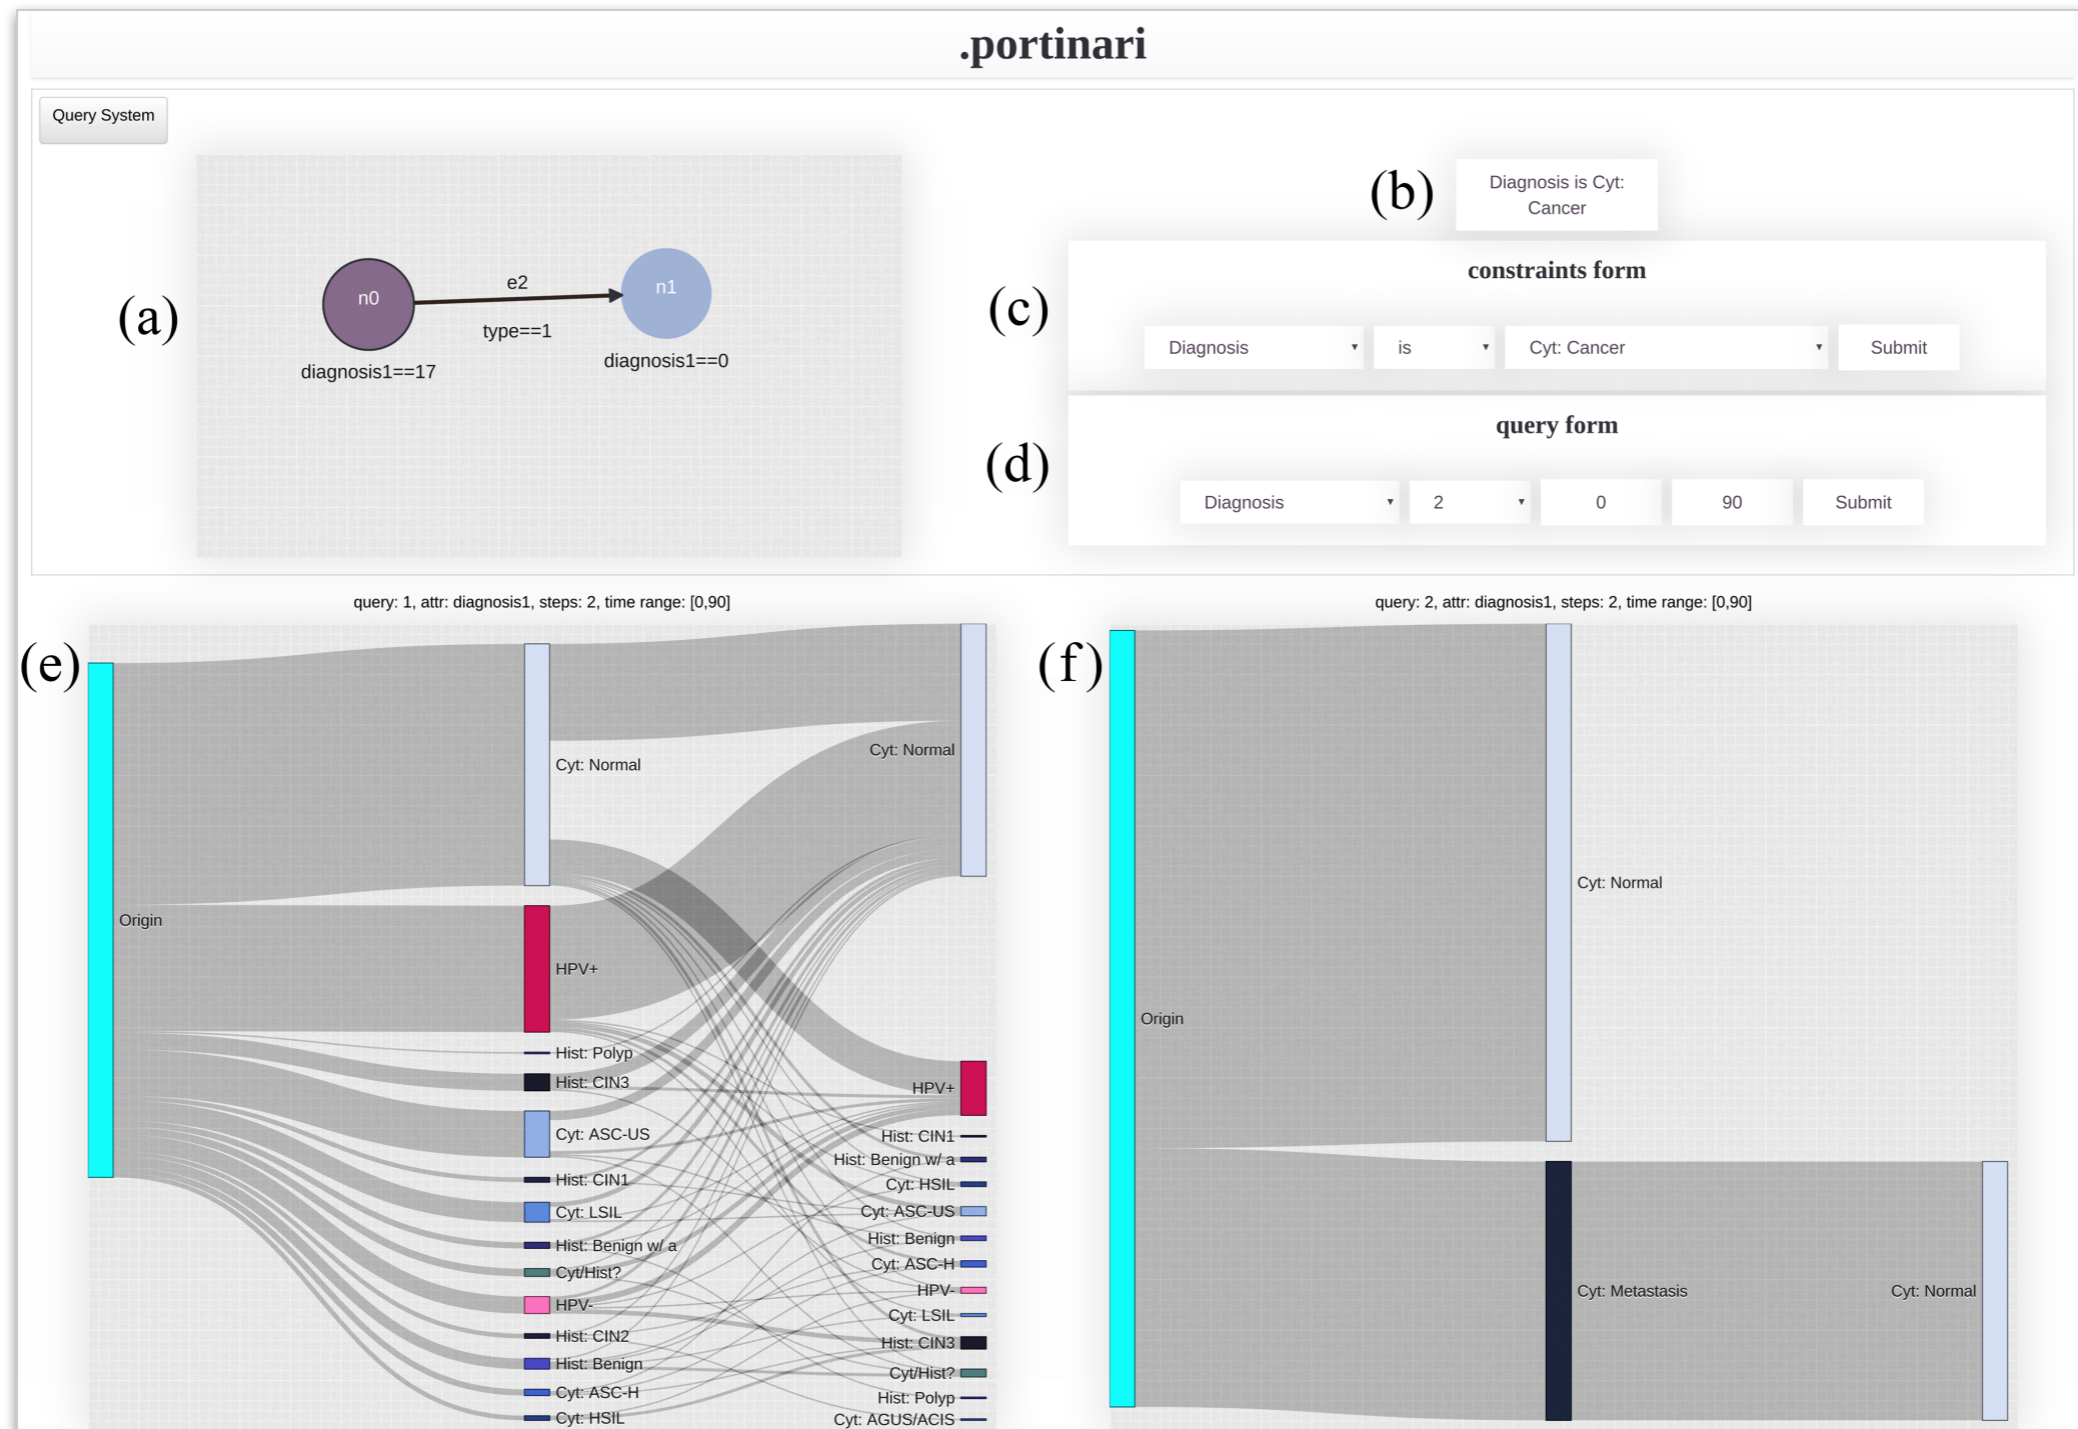 .portinari
Query System
(a)
n0
e2
n1
type==1
diagnosis1==17
diagnosis1==0
(b)
Diagnosis is Cyt:
Cancer
(c)
constraints form
Diagnosis is Cyt: Cancer Submit
(d)
query form
Diagnosis 2 0 90 Submit
query: 1, attr: diagnosis1, steps: 2, time range: [0,90]
(e)
Origin
Cyt: Normal
HPV+
Hist: Polyp
Hist: CIN3
Cyt: ASC-US
Hist: CIN1
Cyt: LSIL
Hist: Benign w/ a
Cyt/Hist?
HPV-
Hist: CIN2
Hist: Benign
Cyt: ASC-H
Cyt: HSIL
Cyt: Normal
HPV+
Hist: CIN1
Hist: Benign w/ a
Cyt: HSIL
Cyt: ASC-US
Hist: Benign
Cyt: ASC-H
HPV-
Cyt: LSIL
Hist: CIN3
Cyt/Hist?
Hist: Polyp
Cyt: AGUS/ACIS
query: 2, attr: diagnosis1, steps: 2, time range: [0,90]
(f)
Origin
Cyt: Normal
Cyt: Metastasis
Cyt: Normal